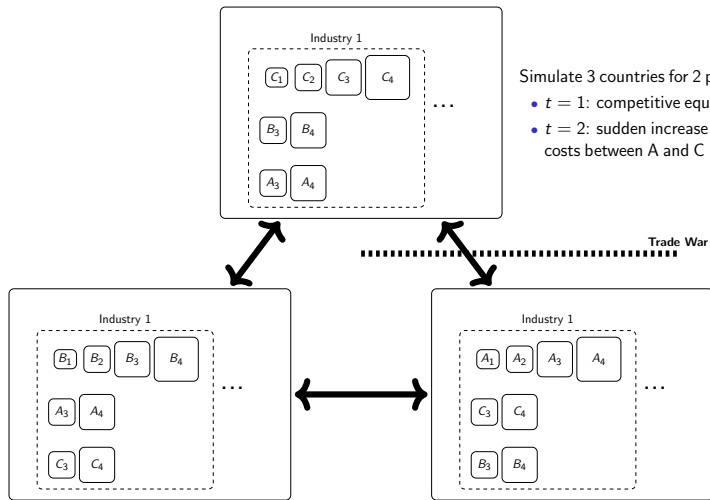 Industry 1
C1 C2 C3 C4
...
B3 B4
A3 A4
Simulate 3 countries for 2
• t = 1: competitive
• t = 2: sudden increase
costs between A and C
Trade War
Industry 1
B1 B2 B3 B4
...
A3 A4
C3 C4
Industry 1
A1 A2 A3 A4
...
C3 C4
B3 B4